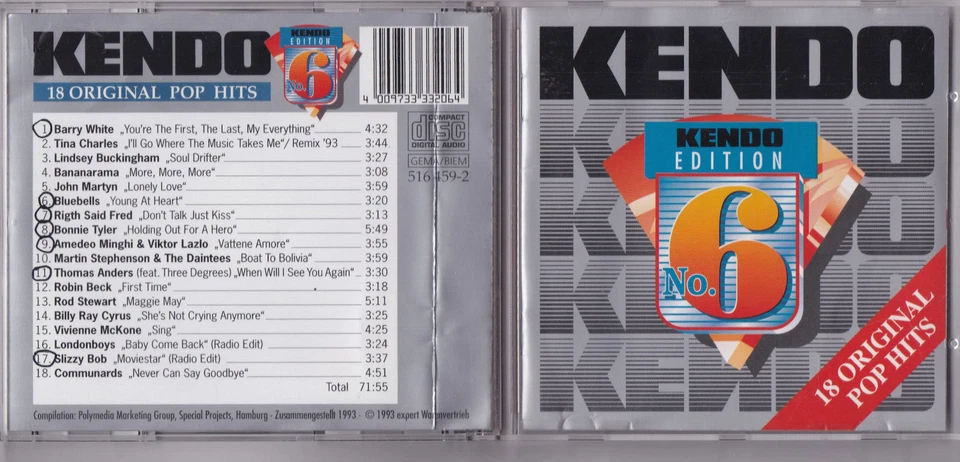 KENDO
18 ORIGINAL POP HITS
KENDO
EDITION
No. 6
4 009733 332064
COMPACT
disc
DIGITAL AUDIO
GEMA/BIEM
516 459-2
1. Barry White „You're The First, The Last, My Everything“ 4:32
2. Tina Charles „I'll Go Where The Music Takes Me“/ Remix '93 3:44
3. Lindsey Buckingham „Soul Drifter“ 3:27
4. Bananarama „More, More, More 3:08
5. John Martyn „Lonely Love“ 3:59
6. Bluebells „Young At Heart“ 3:20
7. Rigth Said Fred „Don't Talk Just Kiss“ 3:13
8. Bonnie Tyler „Holding Out For A Hero“ 5:49
9. Amedeo Minghi & Viktor Lazlo „Vattene Amore“ 3:55
10. Martin Stephenson & The Daintees „Boat To Bolivia“ 3:59
11. Thomas Anders (feat. Three Degrees) „When Will I See You Again“ 3:30
12. Robin Beck „First Time“ 3:18
13. Rod Stewart „Maggie May“ 5:11
14. Billy Ray Cyrus „She's Not Crying Anymore“ 3:25
15. Vivienne McKone „Sing“ 4:25
16. Londonboys „Baby Come Back“ (Radio Edit) 3:24
17. Slizzy Bob „Moviestar“ (Radio Edit) 3:37
18. Communards „Never Can Say Goodbye“ 4:51
Total 71:55
Compilation: Polymedia Marketing Group, Special Projects, Hamburg - Zusammengestellt 1993 - © 1993 expert Warenvertrieb
KENDO
KENDO
KENDO
KENDO
KENDO
KENDO
EDITION
No. 6
18 ORIGINAL
POP HITS